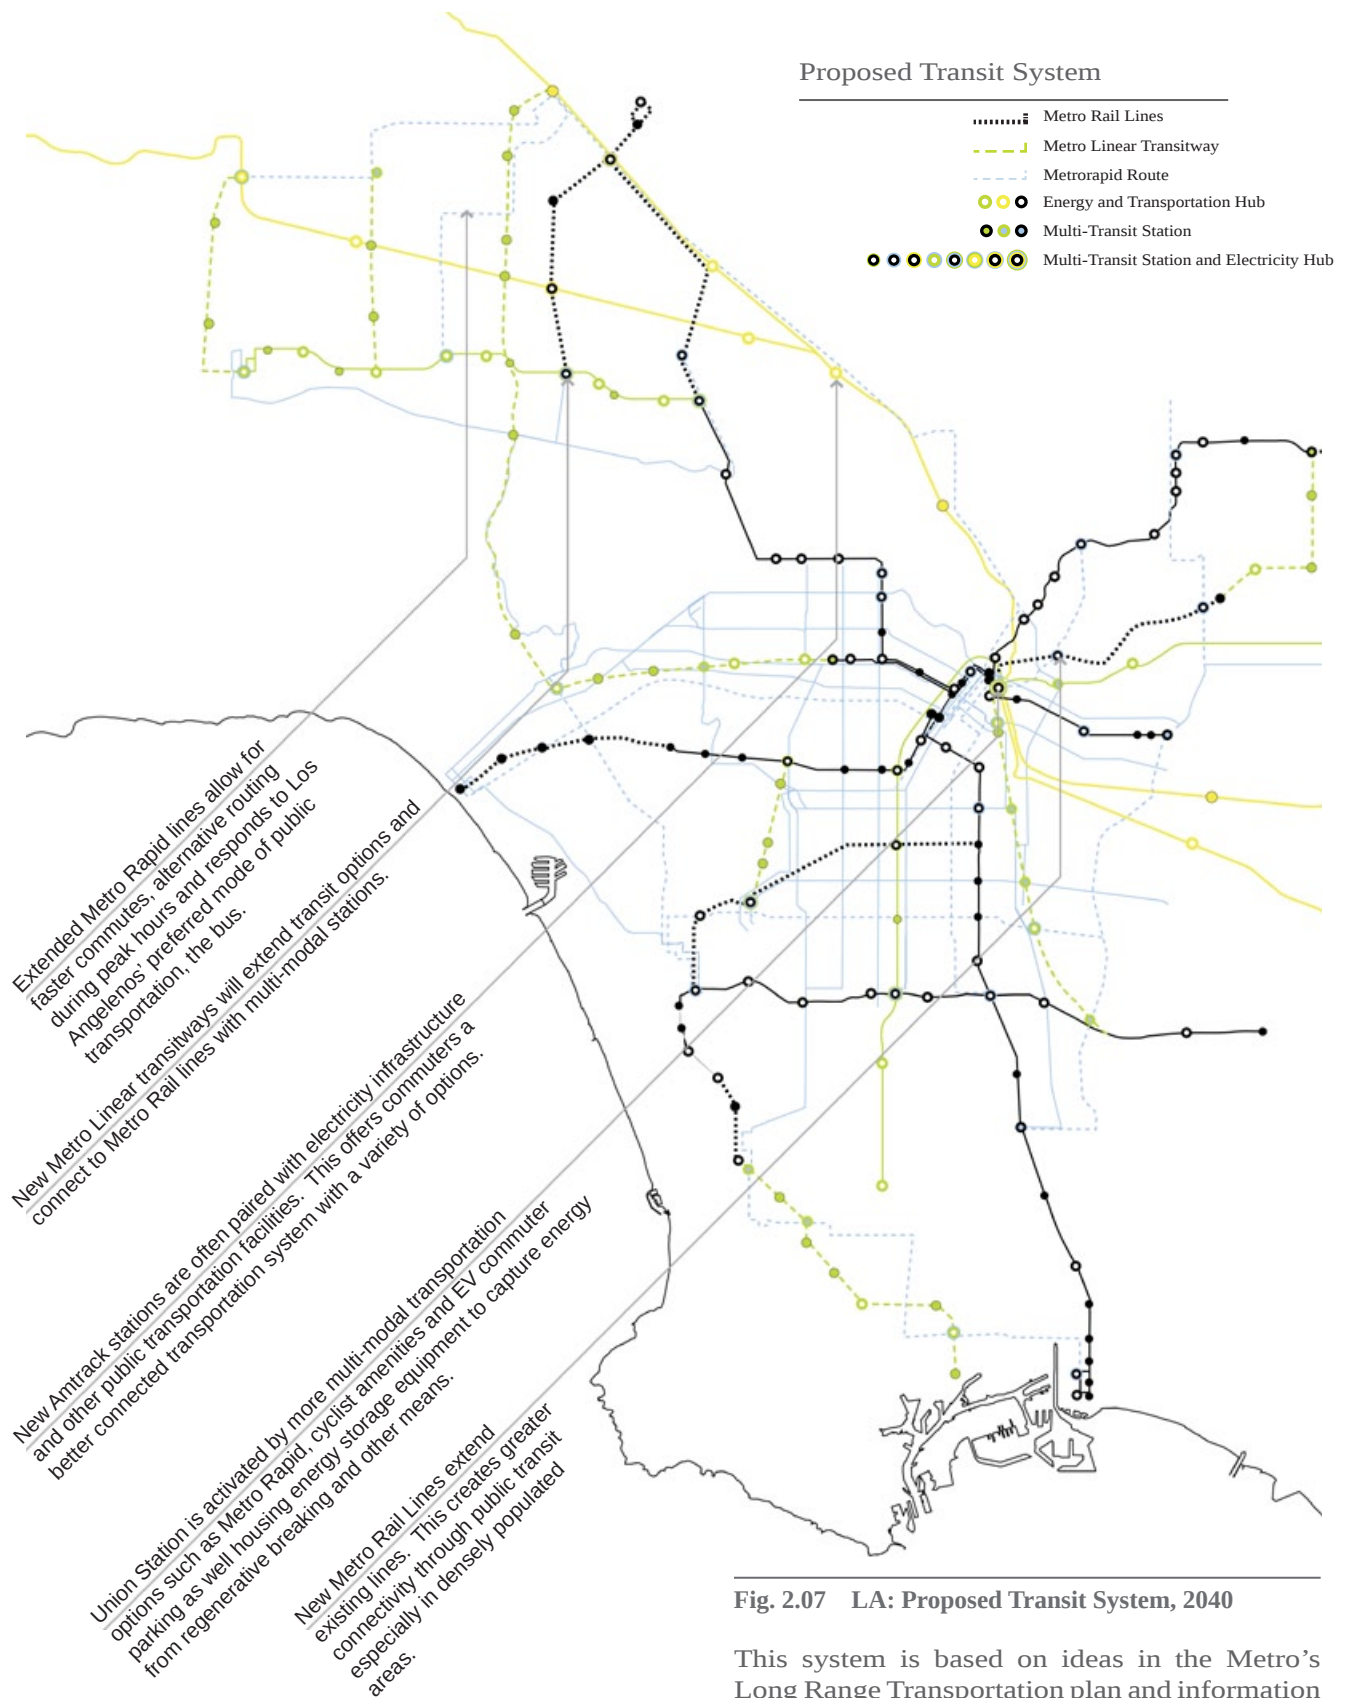 Proposed Transit System
Metro Rail Lines
Metro Linear Transitway
Metrorapid Route
Energy and Transportation Hub
Multi-Transit Station
Multi-Transit Station and Electricity Hub
Extended Metro Rapid lines allow for
faster commutes, alternative routing
during peak hours and responds to Los
Angelenos' preferred mode of public
transportation, the bus.
New Metro Linear transitways will extend transit options and
connect to Metro Rail lines with multi-modal stations.
New Amtrack stations are often paired with electricity infrastructure
and other public transportation facilities.  This offers commuters a
better connected transportation system with a variety of options.
Union Station is activated by more multi-modal transportation
options such as Metro Rapid, cyclist amenities and EV commuter
parking as well housing energy storage equipment to capture energy
from regenerative breaking and other means.
New Metro Rail Lines extend
existing lines.  This creates greater
connectivity through public transit
especially in densely populated
areas.
Fig. 2.07    LA: Proposed Transit System, 2040
This system is based on ideas in the Metro's
Long Range Transportation plan and information